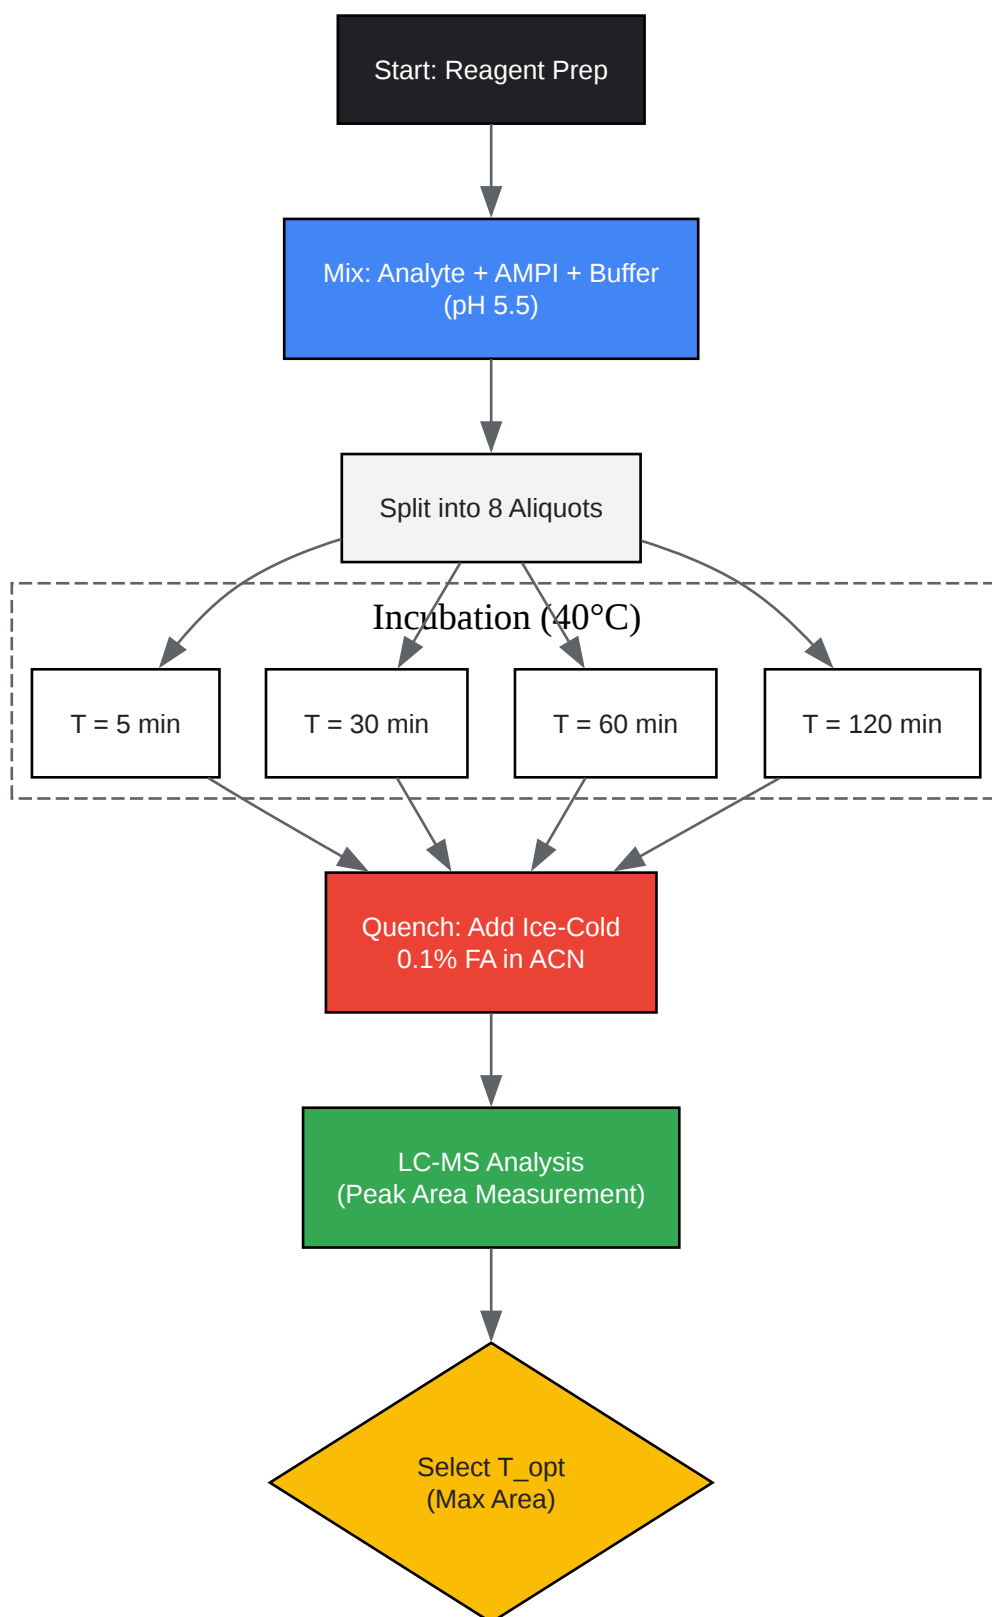 Start: Reagent Prep
Mix: Analyte + AMPI + Buffer
(pH 5.5)
Split into 8 Aliquots
Incubation (40°C)
T = 5 min
T = 30 min
T = 60 min
T = 120 min
Quench: Add Ice-Cold
0.1% FA in ACN
LC-MS Analysis
(Peak Area Measurement)
Select T_opt
(Max Area)